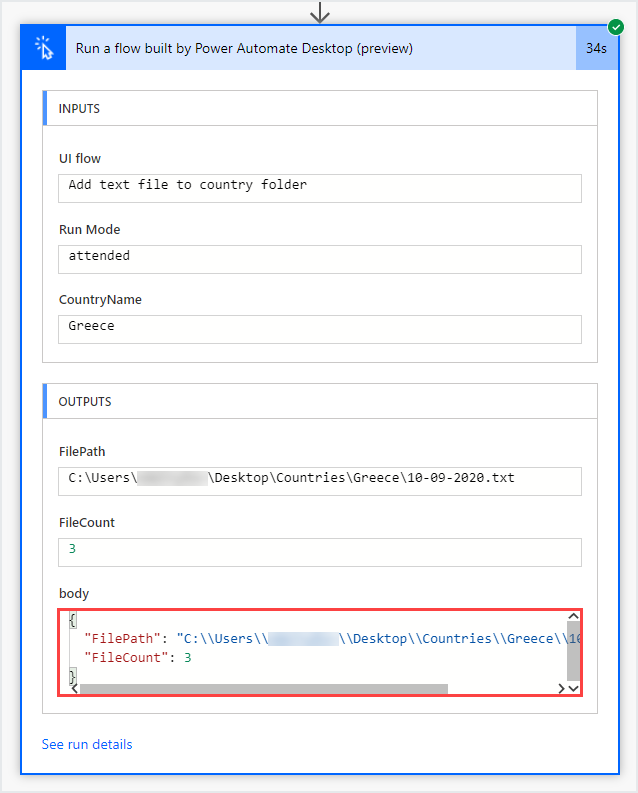 Run a flow built by Power Automate Desktop (preview)
34s
INPUTS
UI flow
Add text file to country folder
Run Mode
attended
CountryName
Greece
OUTPUTS
FilePath
C:\Users\ \Desktop\Countries\Greece\10-09-2020.txt
FileCount
3
body
{
"FilePath": "C:\\Users\\ \\Desktop\\Countries\\Greece\\10
"FileCount": 3
}
See run details